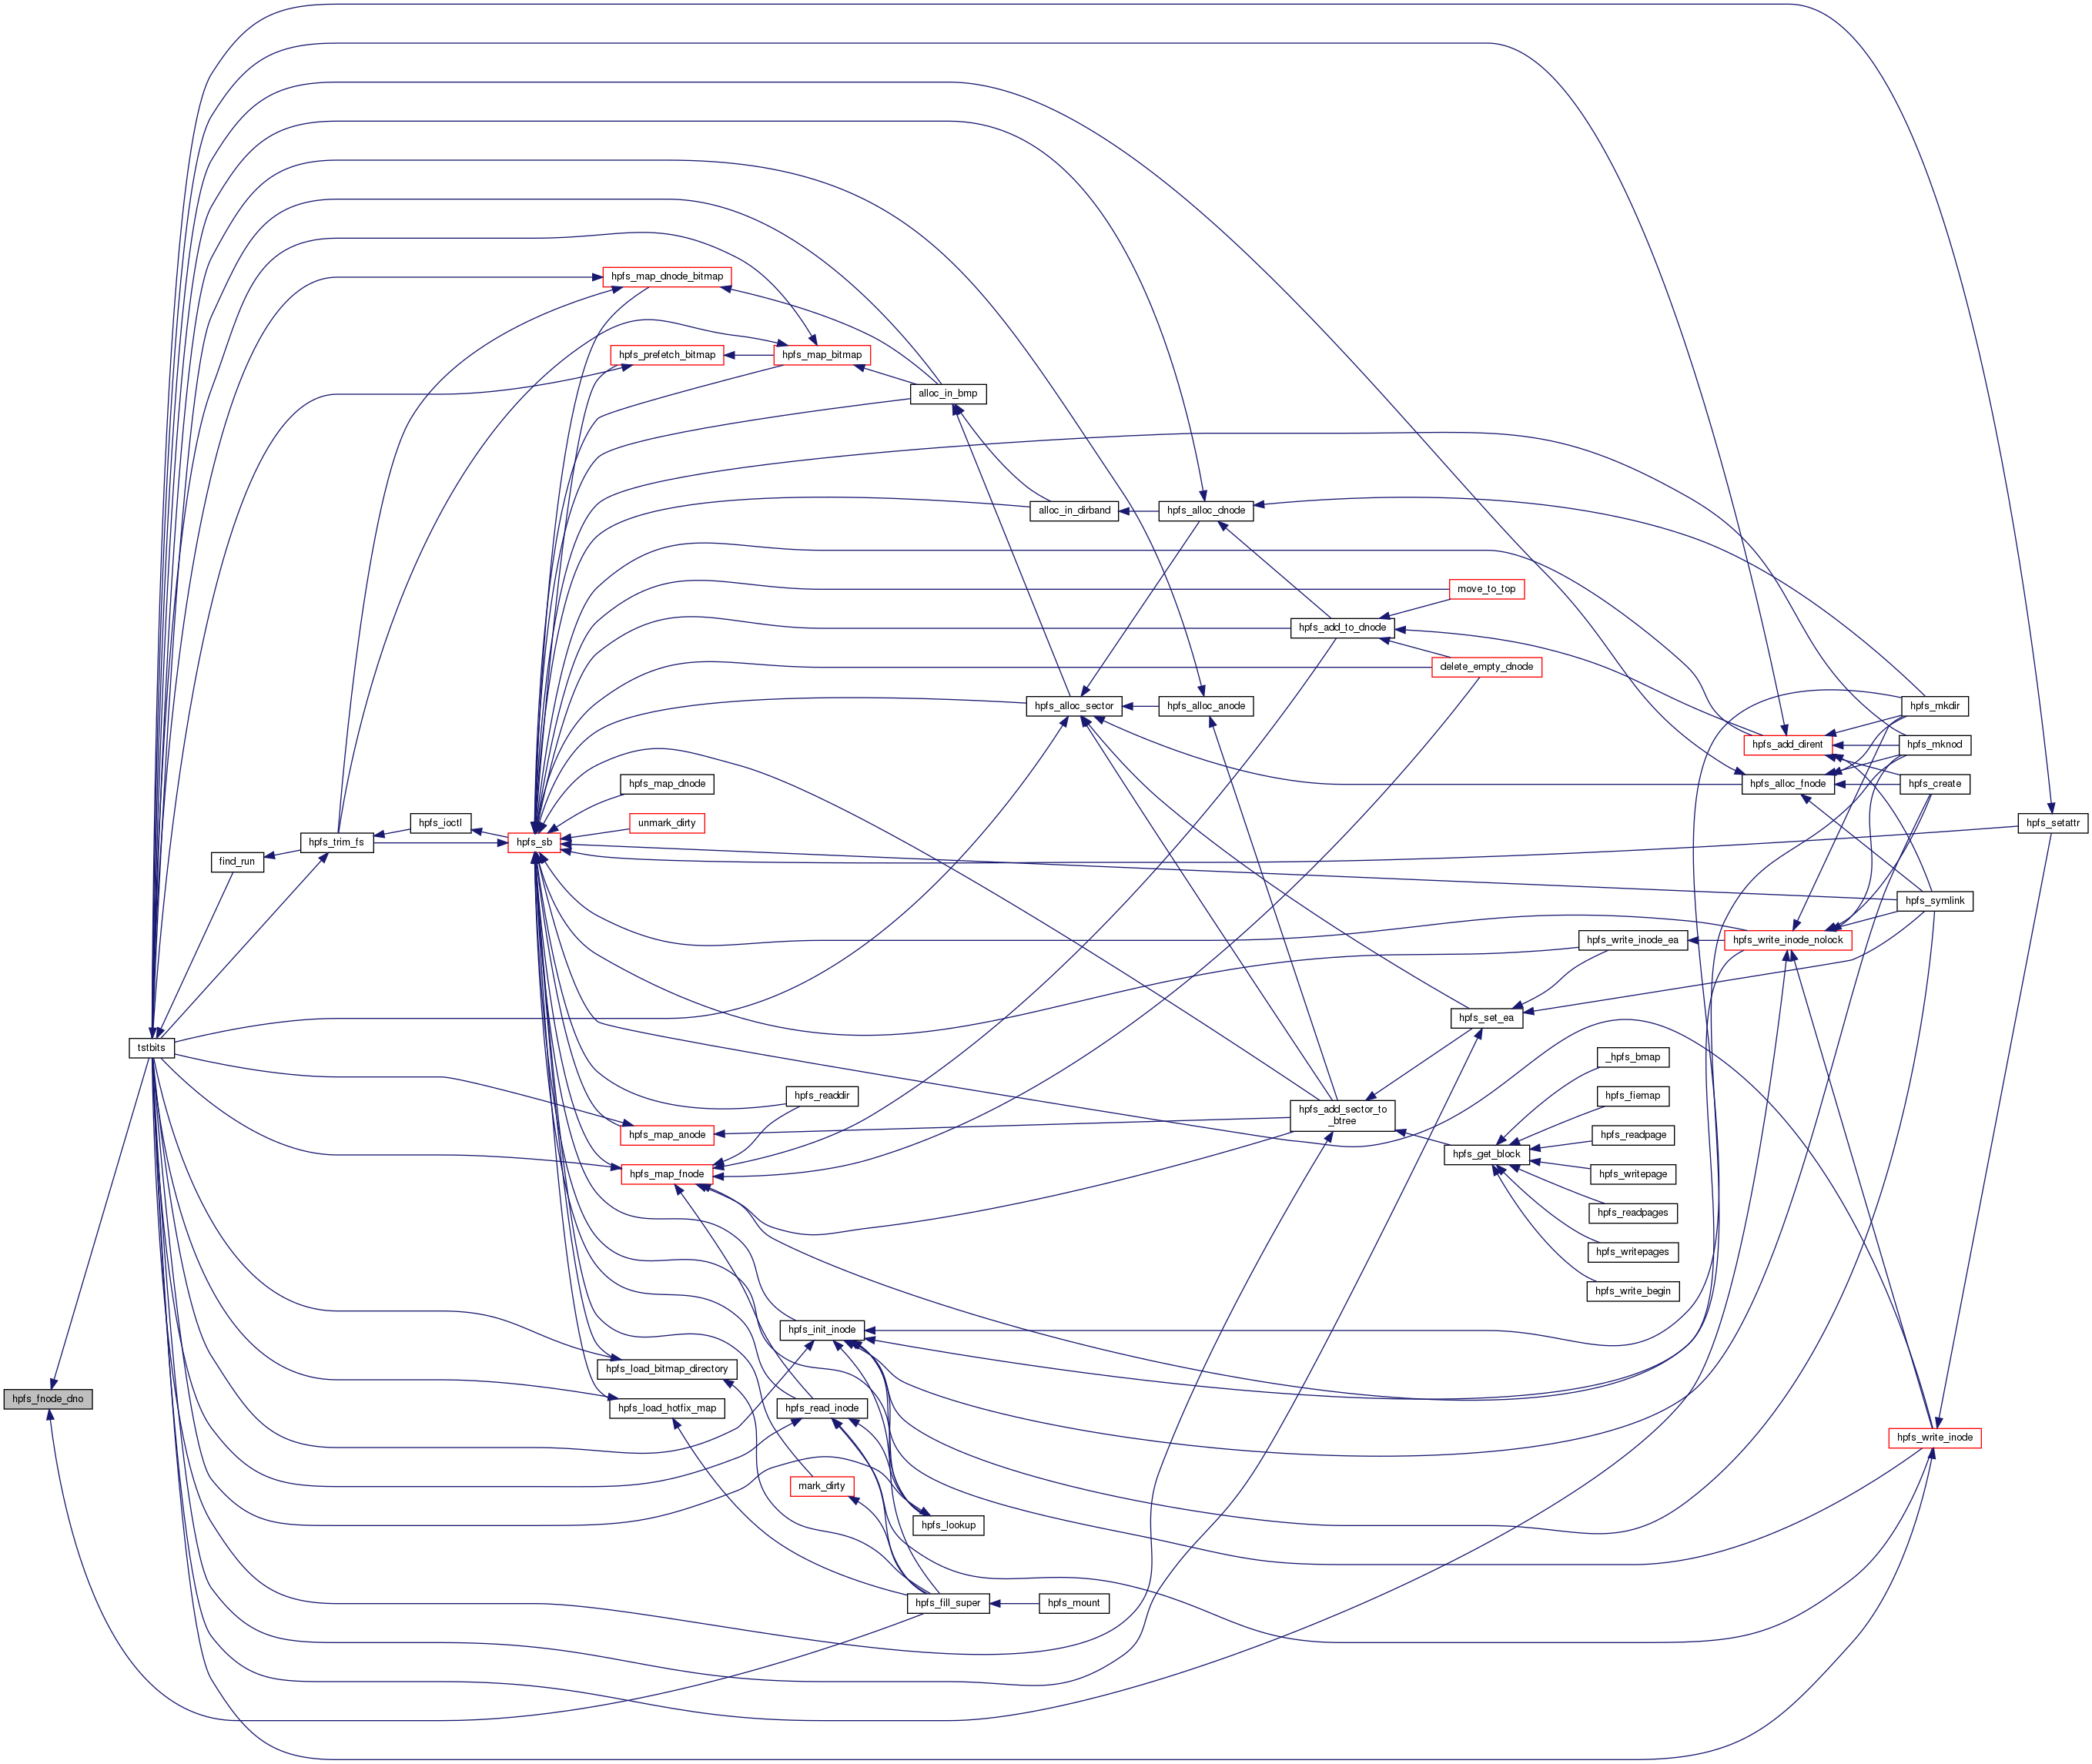 hpfs_map_dnode_bitmap
hpfs_prefetch_bitmap
hpfs_map_bitmap
alloc_in_bmp
alloc_in_dirband
hpfs_alloc_dnode
move_to_top
hpfs_add_to_dnode
delete_empty_dnode
hpfs_alloc_sector
hpfs_alloc_anode
hpfs_mkdir
hpfs_add_dirent
hpfs_mknod
hpfs_map_dnode
hpfs_alloc_fnode
hpfs_create
hpfs_ioctl
unmark_dirty
hpfs_setattr
hpfs_trim_fs
hpfs_sb
find_run
hpfs_symlink
hpfs_write_inode_ea
hpfs_write_inode_nolock
hpfs_set_ea
tstbits
_hpfs_bmap
hpfs_readdir
hpfs_fiemap
hpfs_add_sector_to
_btree
hpfs_map_anode
hpfs_readpage
hpfs_get_block
hpfs_map_fnode
hpfs_writepage
hpfs_readpages
hpfs_writepages
hpfs_write_begin
hpfs_init_inode
hpfs_load_bitmap_directory
hpfs_fnode_dno
hpfs_load_hotfix_map
hpfs_read_inode
hpfs_write_inode
mark_dirty
hpfs_lookup
hpfs_fill_super
hpfs_mount